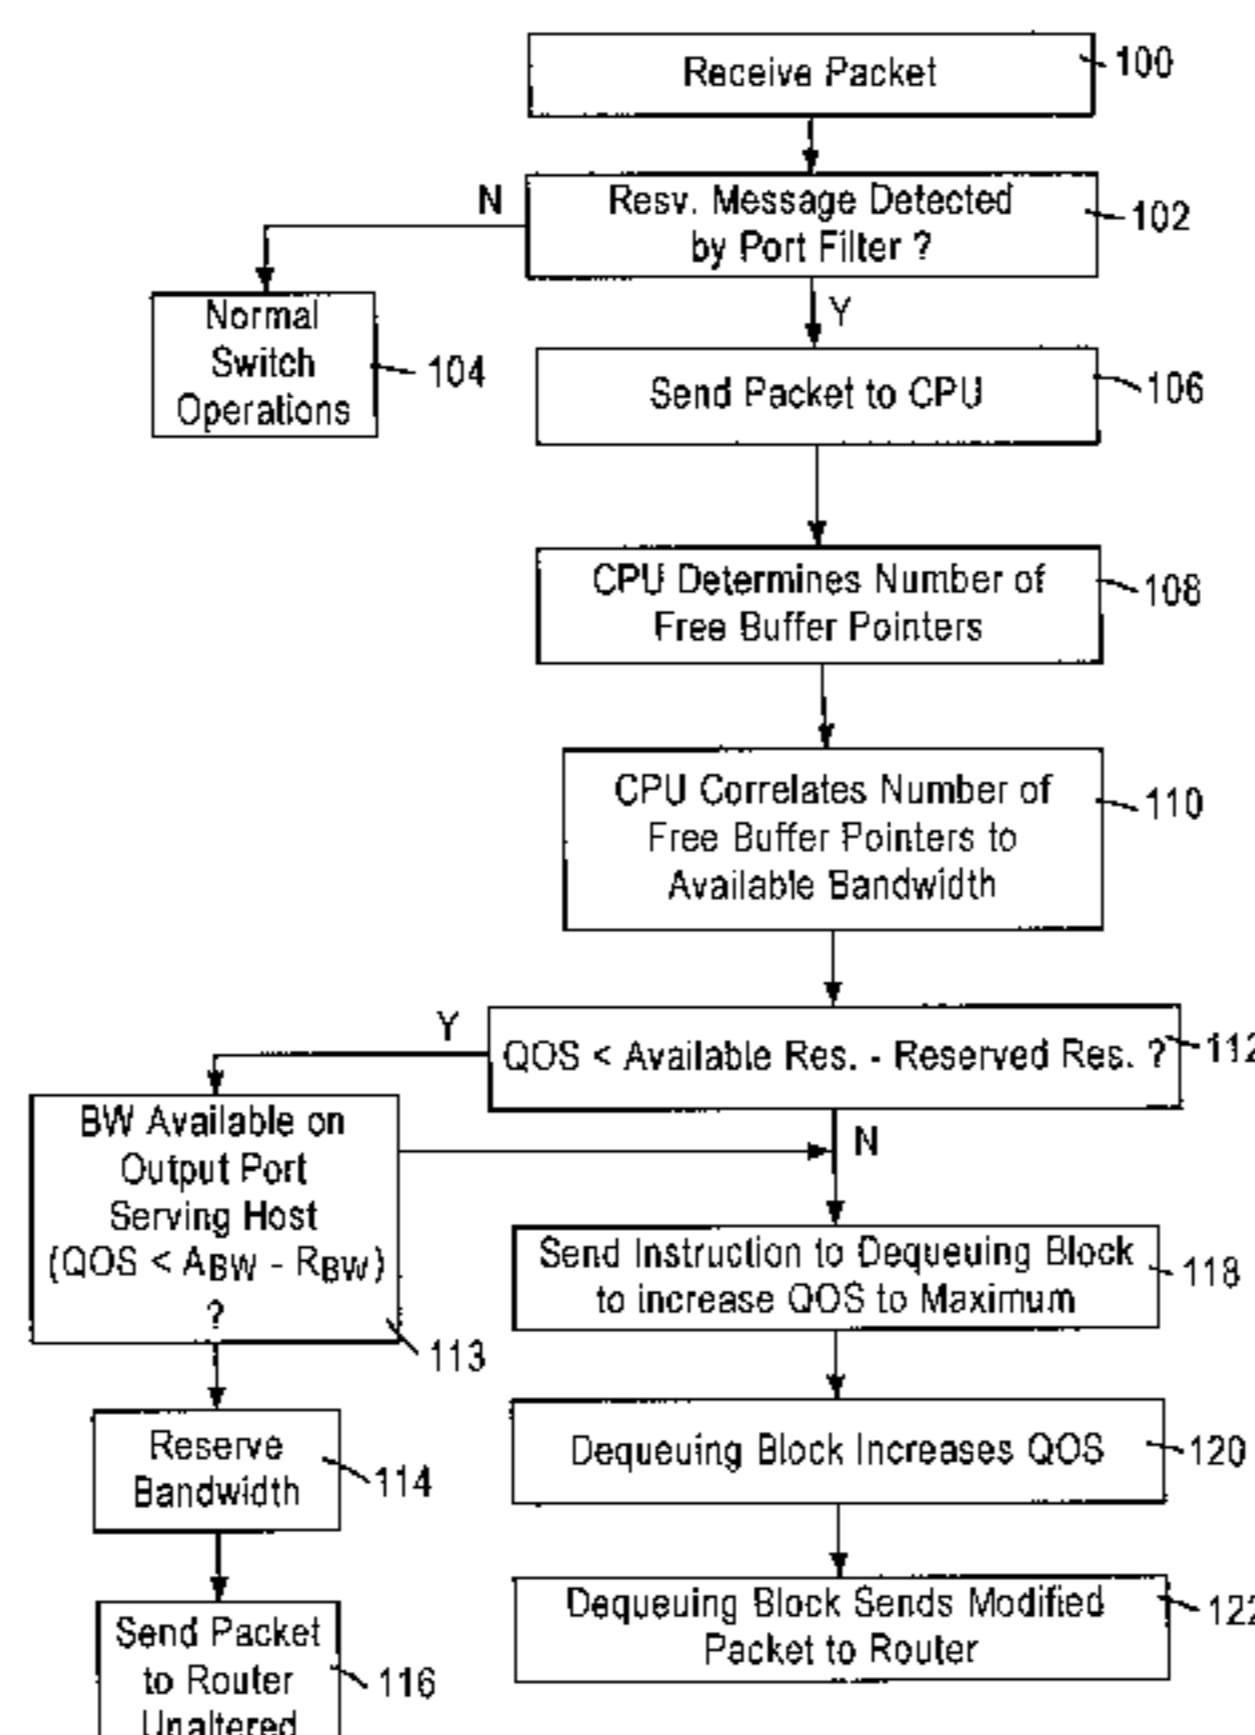 Receive Packet
100
N
Resv. Message Detected
by Port Filter ?
102
Y
Normal
Switch
Operations
104
Send Packet to CPU
106
CPU Determines Number of
Free Buffer Pointers
108
CPU Correlates Number of
Free Buffer Pointers to
Available Bandwidth
110
Y
QOS < Available Res. - Reserved Res. ?
112
N
BW Available on
Output Port
Serving Host
(QOS < ABW - RBW)
?
113
Send Instruction to Dequeuing Block
to increase QOS to Maximum
118
Reserve
Bandwidth
114
Dequeuing Block Increases QOS
120
Send Packet
to Router
Unaltered
116
Dequeuing Block Sends Modified
Packet to Router
122